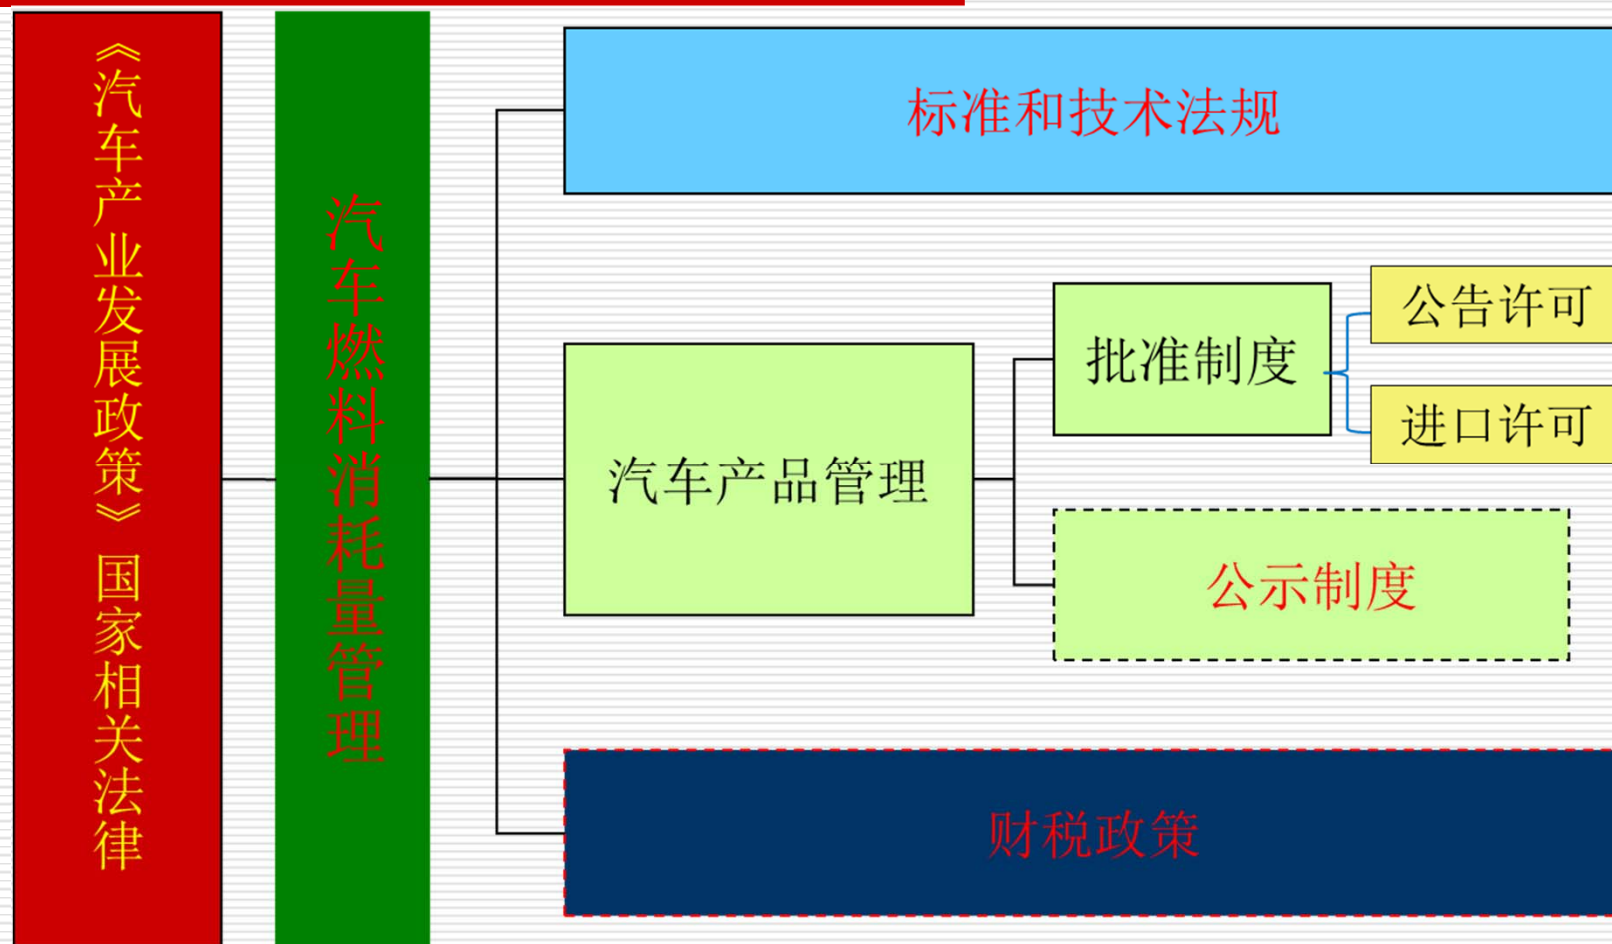 《汽车产业发展政策》国家相关法律
汽车燃料消耗量管理
标准和技术法规
汽车产品管理
批准制度
公告许可
进口许可
公示制度
财税政策